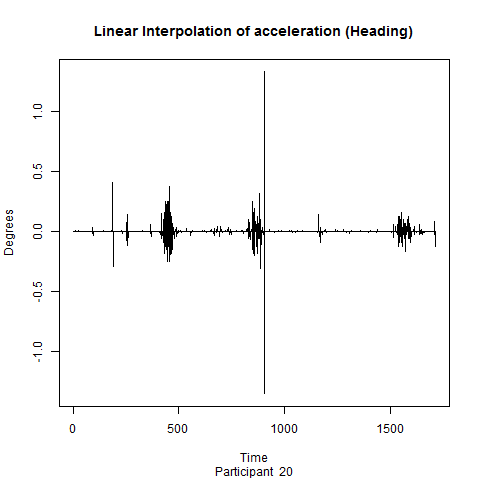 Linear Interpolation of acceleration (Heading)
Degrees
1.0
0.5
0.0
-0.5
-1.0
0 500 1000 1500
Time
Participant 20